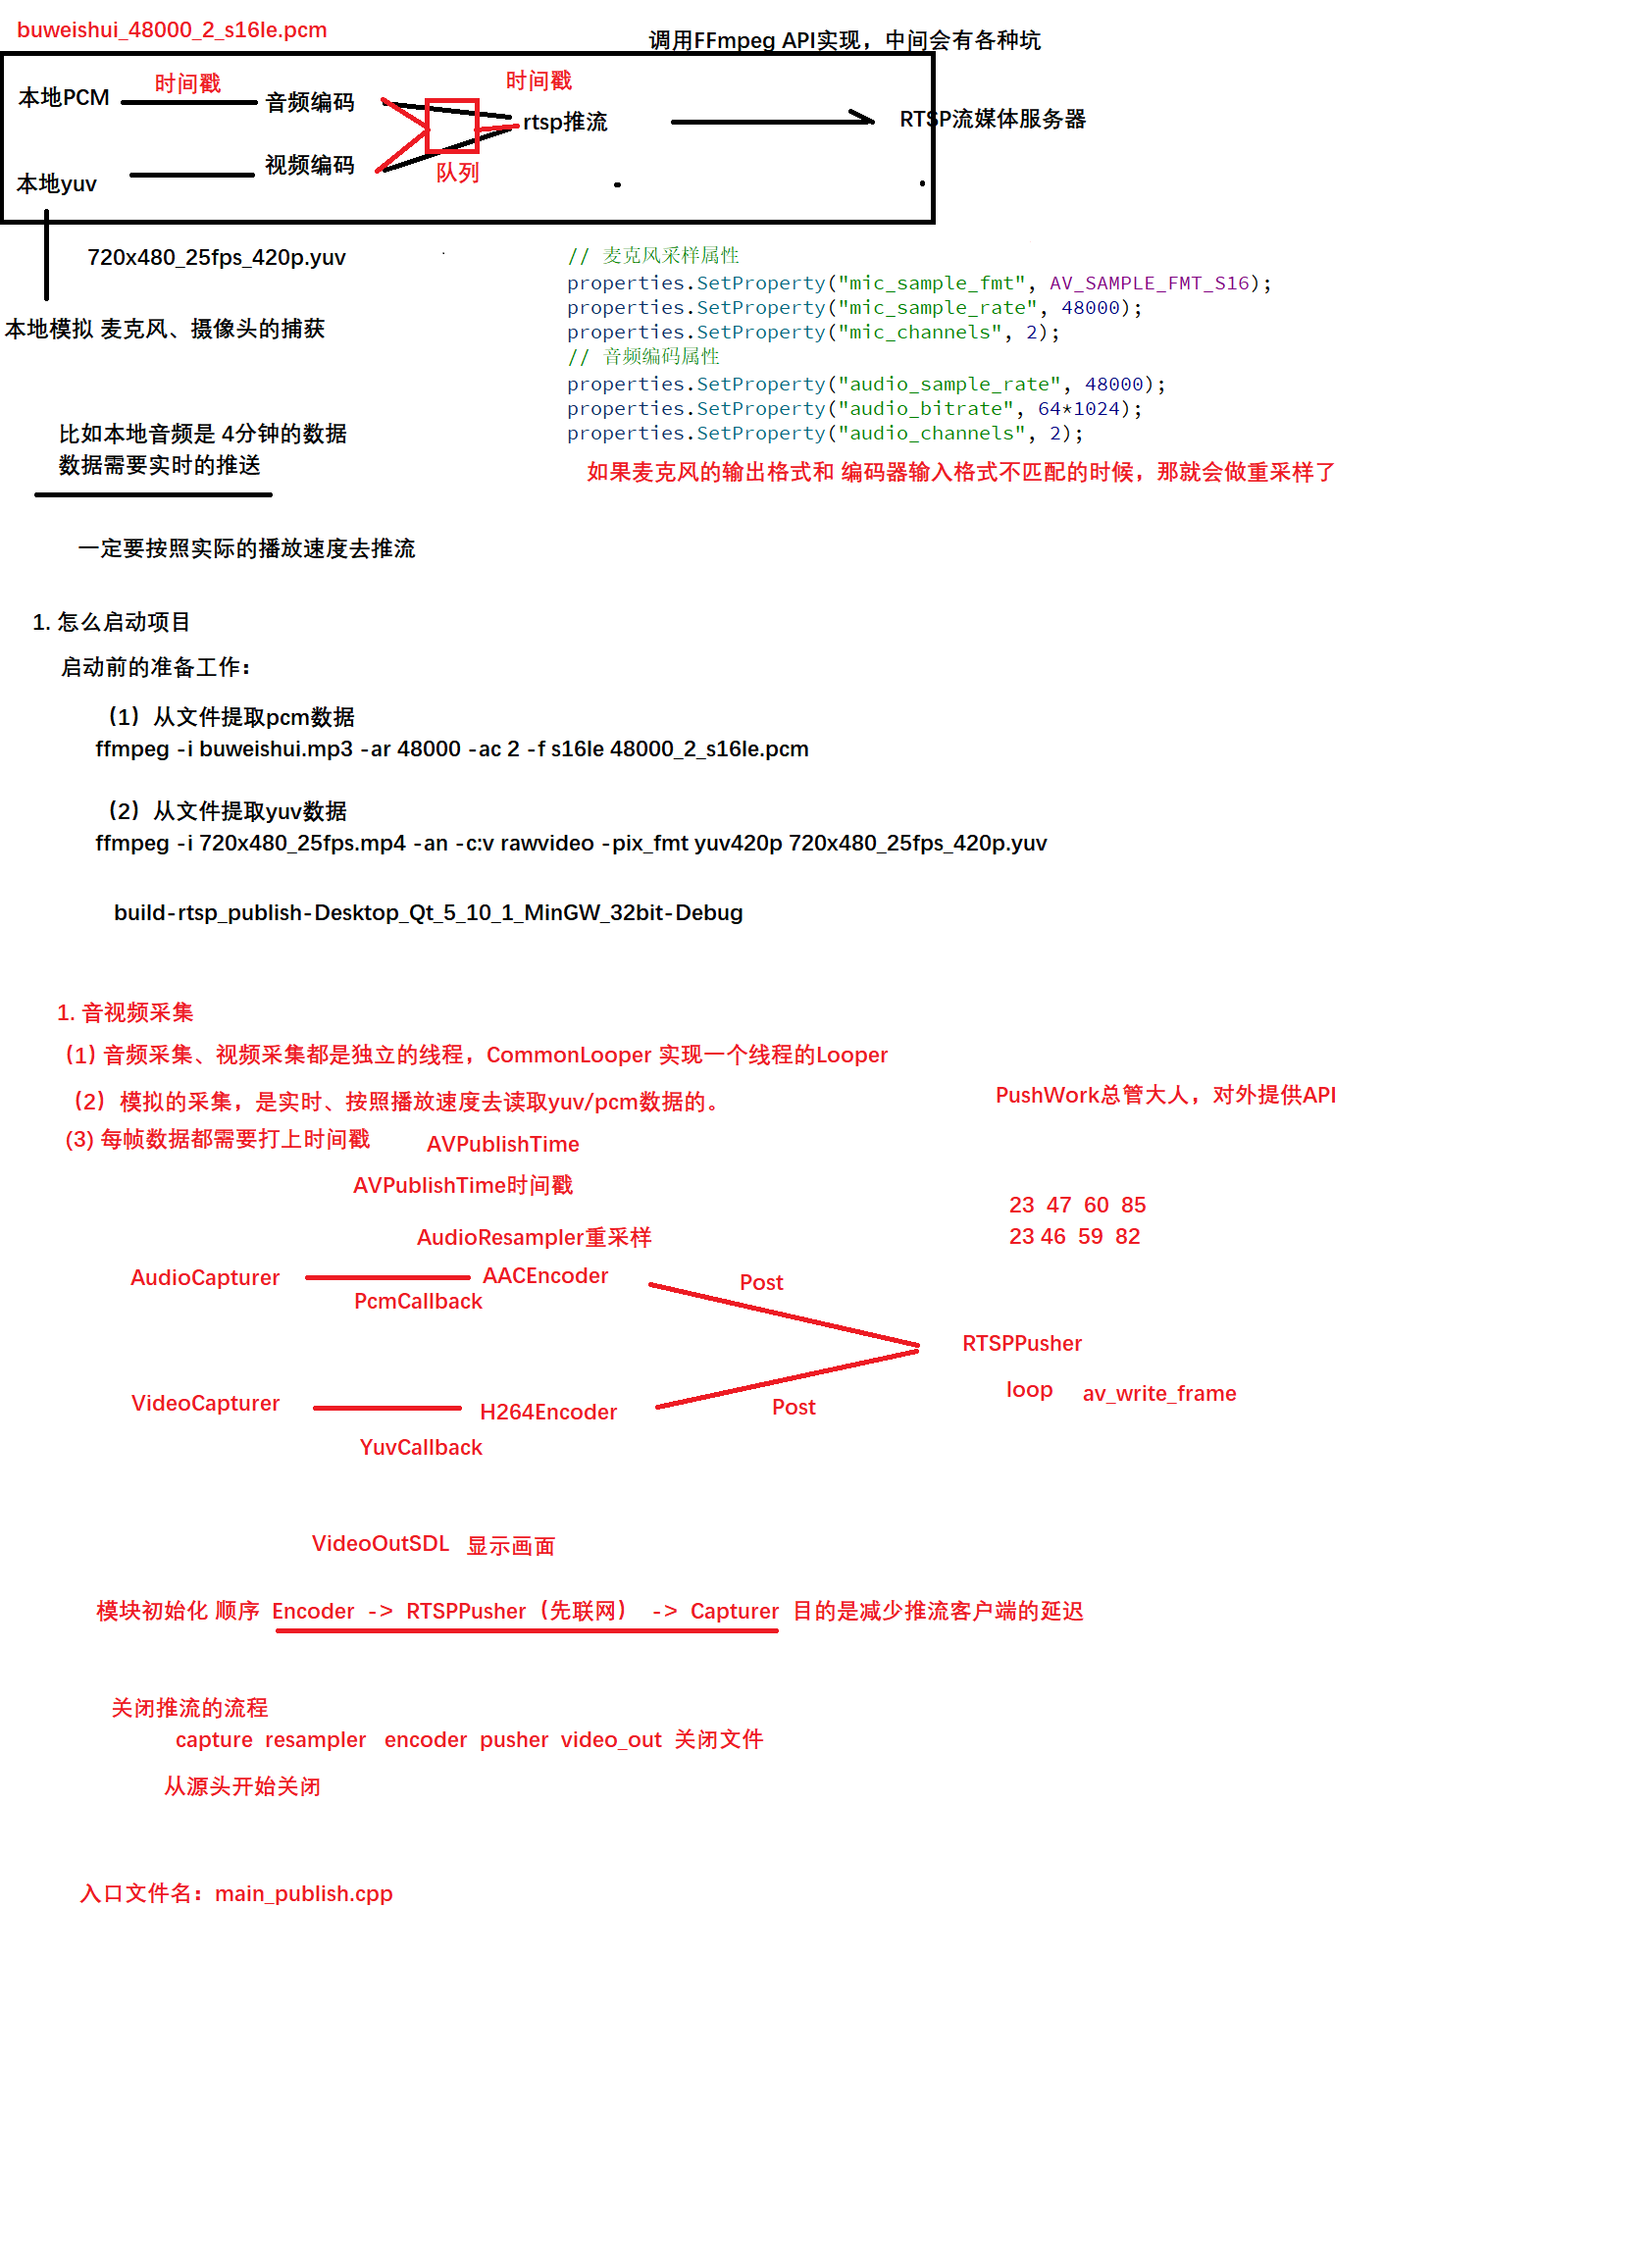 buweishui_48000_2_s16le.pcm
调用FFmpeg API实现，中间会有各种坑
本地PCM
时间戳
音频编码
时间戳
rtsp推流
RTSP流媒体服务器
视频编码
队列
本地yuv
720x480_25fps_420p.yuv
本地模拟 麦克风、摄像头的捕获
// 麦克风采样属性
properties.SetProperty("mic_sample_fmt", AV_SAMPLE_FMT_S16);
properties.SetProperty("mic_sample_rate", 48000);
properties.SetProperty("mic_channels", 2);
// 音频编码属性
properties.SetProperty("audio_sample_rate", 48000);
properties.SetProperty("audio_bitrate", 64*1024);
properties.SetProperty("audio_channels", 2);
如果麦克风的输出格式和 编码器输入格式不匹配的时候，那就会做重采样了
比如本地音频是 4分钟的数据
数据需要实时的推送
一定要按照实际的播放速度去推流
1. 怎么启动项目
启动前的准备工作：
（1）从文件提取pcm数据
ffmpeg -i buweishui.mp3 -ar 48000 -ac 2 -f s16le 48000_2_s16le.pcm
（2）从文件提取yuv数据
ffmpeg -i 720x480_25fps.mp4 -an -c:v rawvideo -pix_fmt yuv420p 720x480_25fps_420p.yuv
build-rtsp_publish-Desktop_Qt_5_10_1_MinGW_32bit-Debug
1. 音视频采集
（1) 音频采集、视频采集都是独立的线程，CommonLooper 实现一个线程的Looper
（2）模拟的采集，是实时、按照播放速度去读取yuv/pcm数据的。
PushWork总管大人，对外提供API
(3) 每帧数据都需要打上时间戳
AVPublishTime
AVPublishTime时间戳
23 47 60 85
23 46 59 82
AudioResampler重采样
AudioCapturer
AACEncoder
Post
PcmCallback
RTSPPusher
loop
av_write_frame
VideoCapturer
H264Encoder
Post
YuvCallback
VideoOutSDL 显示画面
模块初始化 顺序 Encoder -> RTSPPusher（先联网） -> Capturer 目的是减少推流客户端的延迟
关闭推流的流程
capture resampler encoder pusher video_out 关闭文件
从源头开始关闭
入口文件名：main_publish.cpp